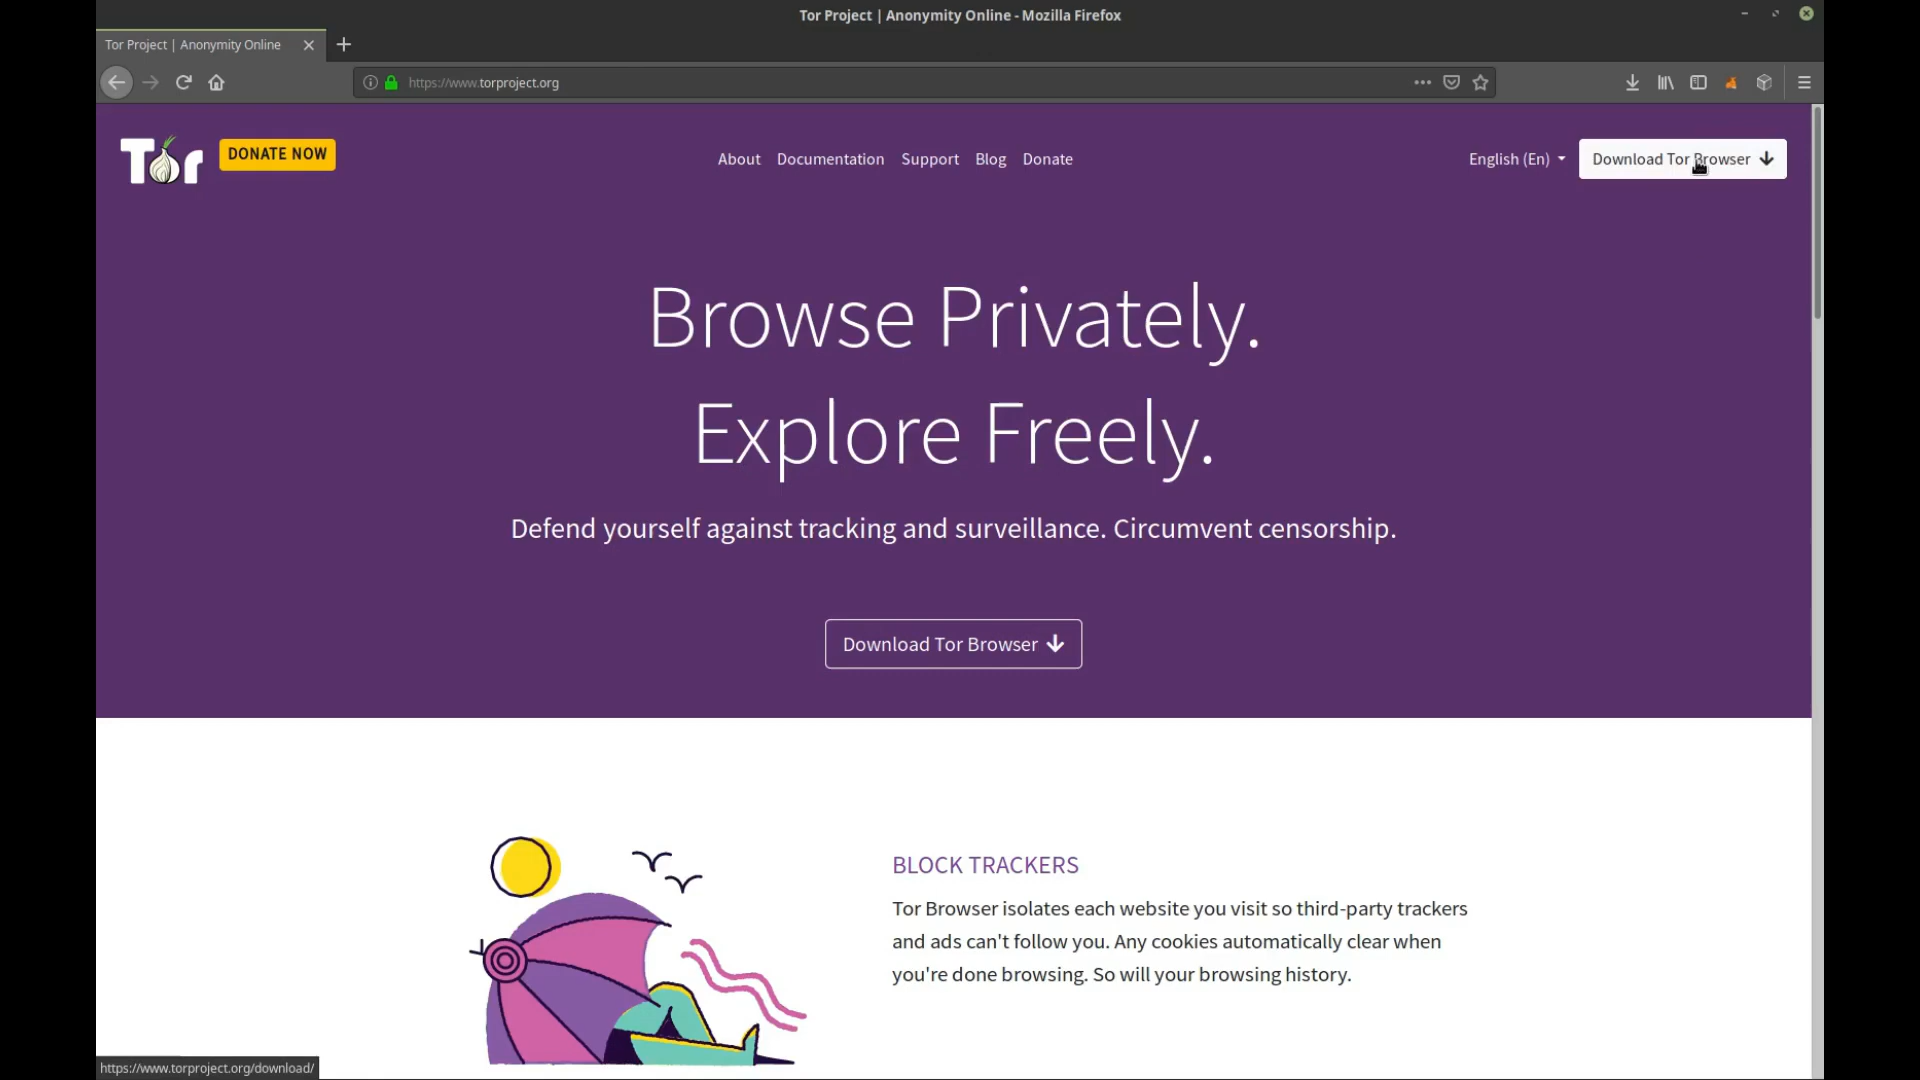 Tor Project | Anonymity Online - Mozilla Firefox
Tor Project | Anonymity Online
https://www.torproject.org
Tor
DONATE NOW
About Documentation Support Blog Donate
English (En)
Download Tor Browser
Browse Privately.
Explore Freely.
Defend yourself against tracking and surveillance. Circumvent censorship.
Download Tor Browser
BLOCK TRACKERS
Tor Browser isolates each website you visit so third-party trackers
and ads can't follow you. Any cookies automatically clear when
you're done browsing. So will your browsing history.
https://www.torproject.org/download/